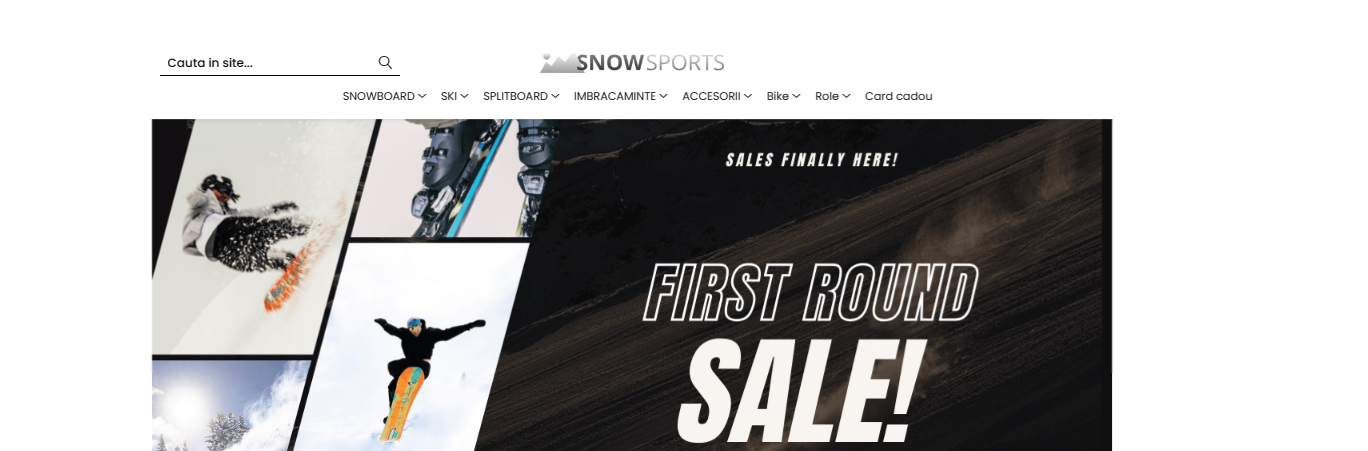 Cauta in site...
SNOWSPORTS
SNOWBOARD SKI SPLITBOARD IMBRACAMINTE ACCESORII Bike Role Card cadou
SALES FINALLY HERE!
FIRST ROUND
SALE!